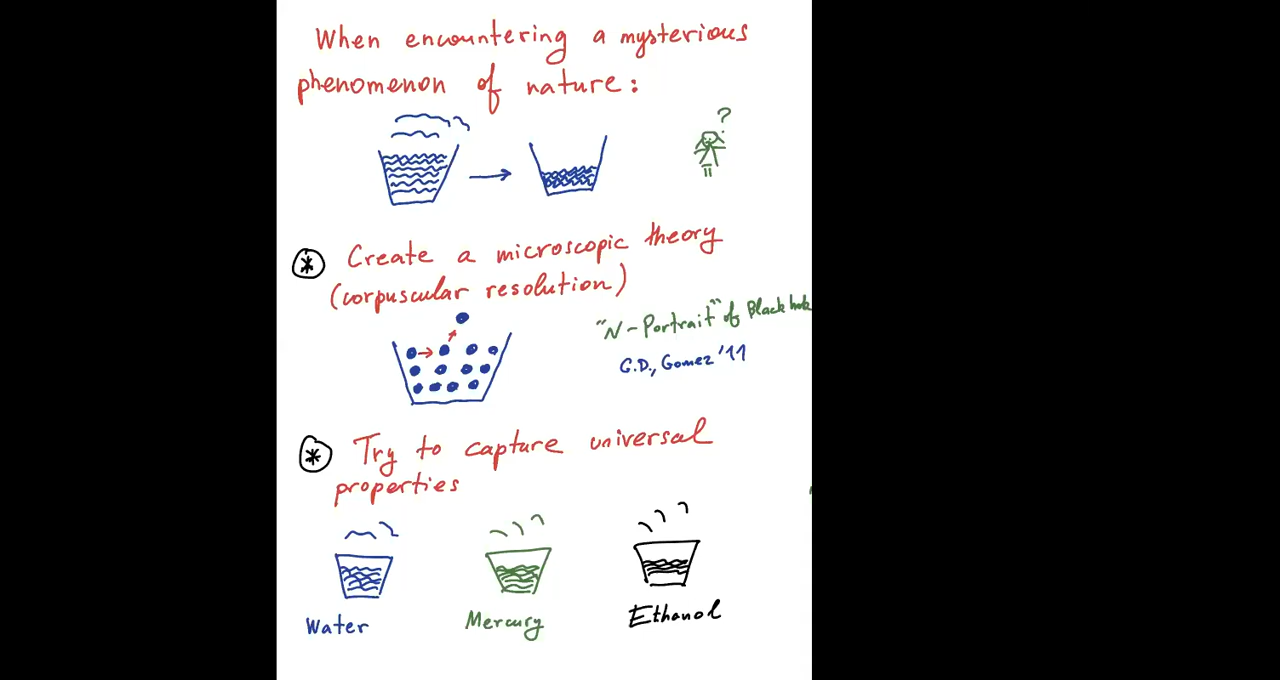 When encountering a mysterious
phenomenon of nature:
?
* Create a microscopic theory
(corpuscular resolution)
"N-Portrait" of Black hole
G.D., Gomez '11
* Try to capture universal
properties
Water
Mercury
Ethanol